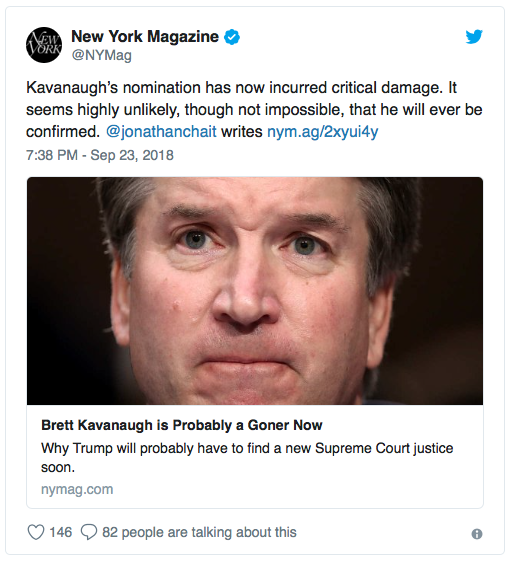 NEW
YORK
New York Magazine
@NYMag
Kavanaugh's nomination has now incurred critical damage. It
seems highly unlikely, though not impossible, that he will ever be
confirmed. @jonathanchait writes nym.ag/2xyui4y
7:38 PM - Sep 23, 2018
Brett Kavanaugh is Probably a Goner Now
Why Trump will probably have to find a new Supreme Court justice
soon.
nymag.com
146 82 people are talking about this